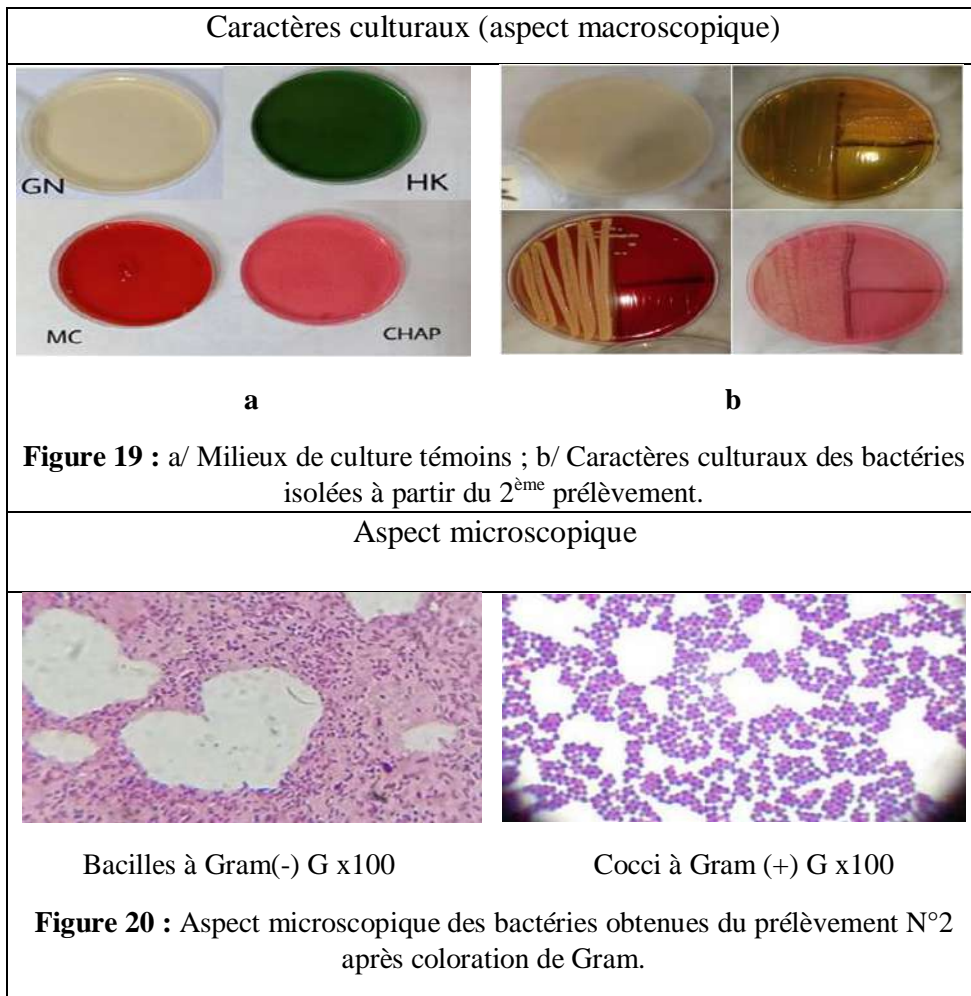 Caractères culturaux (aspect macroscopique)
GN
HK
MC
CHAP
a
b
Figure 19 : a/ Milieux de culture témoins ; b/ Caractères culturaux des bactéries
isolées à partir du 2ème prélèvement.
Aspect microscopique
Bacilles à Gram(-) G x100
Cocci à Gram (+) G x100
Figure 20 : Aspect microscopique des bactéries obtenues du prélèvement N°2
après coloration de Gram.